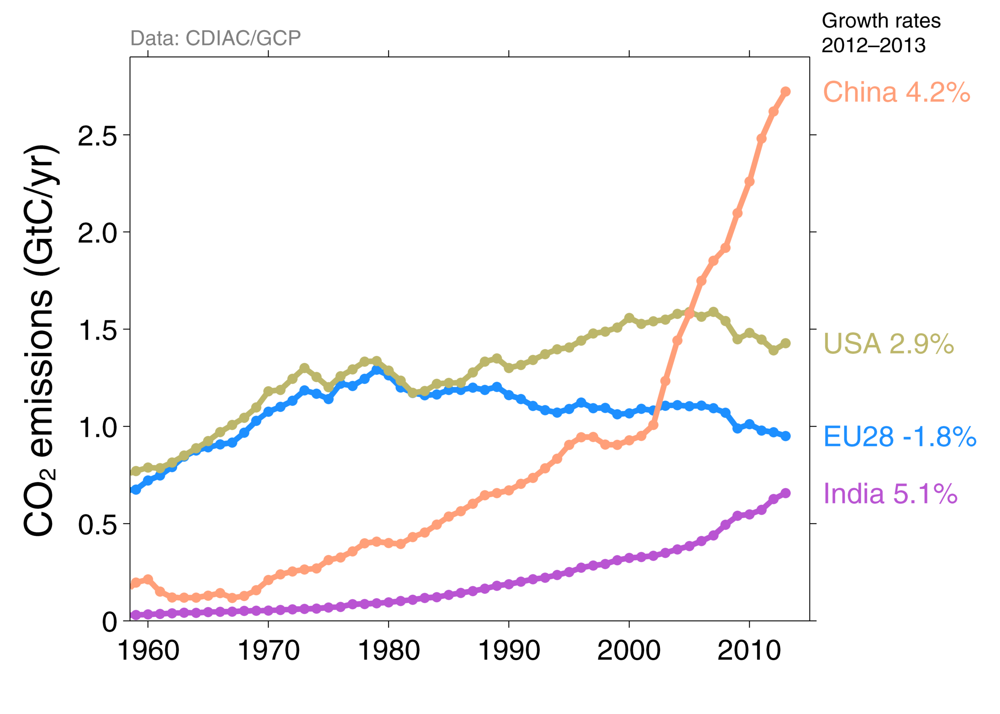 Growth rates
2012–2013
Data: CDIAC/GCP
China 4.2%
USA 2.9%
EU28 -1.8%
India 5.1%
CO₂ emissions (GtC/yr)
2.5
2.0
1.5
1.0
0.5
0
1960 1970 1980 1990 2000 2010